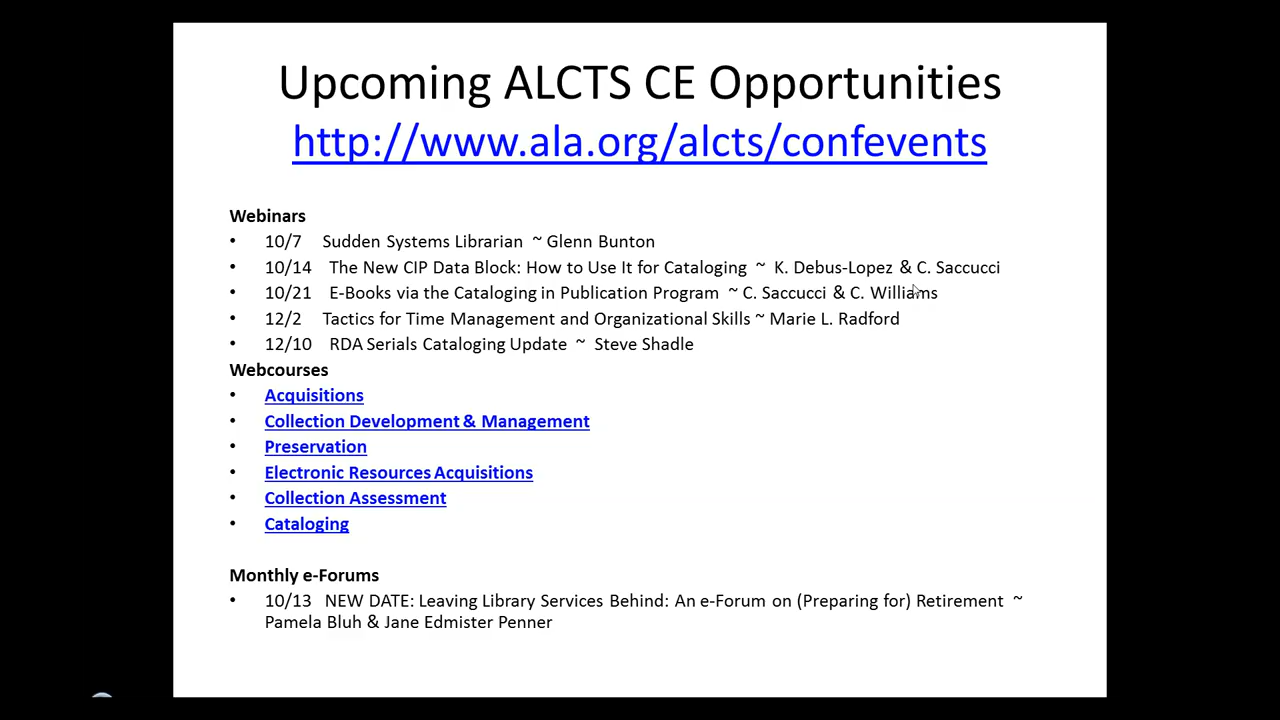 Upcoming ALCTS CE Opportunities
http://www.ala.org/alcts/confevents
Webinars
• 10/7 Sudden Systems Librarian ~ Glenn Bunton
• 10/14 The New CIP Data Block: How to Use It for Cataloging ~ K. Debus-Lopez & C. Saccucci
• 10/21 E-Books via the Cataloging in Publication Program ~ C. Saccucci & C. Williams
• 12/2 Tactics for Time Management and Organizational Skills ~ Marie L. Radford
• 12/10 RDA Serials Cataloging Update ~ Steve Shadle
Webcourses
• Acquisitions
• Collection Development & Management
• Preservation
• Electronic Resources Acquisitions
• Collection Assessment
• Cataloging
Monthly e-Forums
• 10/13 NEW DATE: Leaving Library Services Behind: An e-Forum on (Preparing for) Retirement ~
Pamela Bluh & Jane Edmister Penner